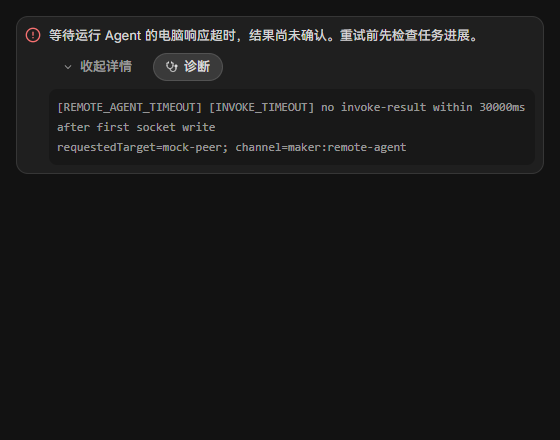 等待运行 Agent 的电脑响应超时，结果尚未确认。重试前先检查任务进展。
收起详情 诊断
[REMOTE_AGENT_TIMEOUT] [INVOKE_TIMEOUT] no invoke-result within 30000ms
after first socket write
requestedTarget=mock-peer; channel=maker:remote-agent